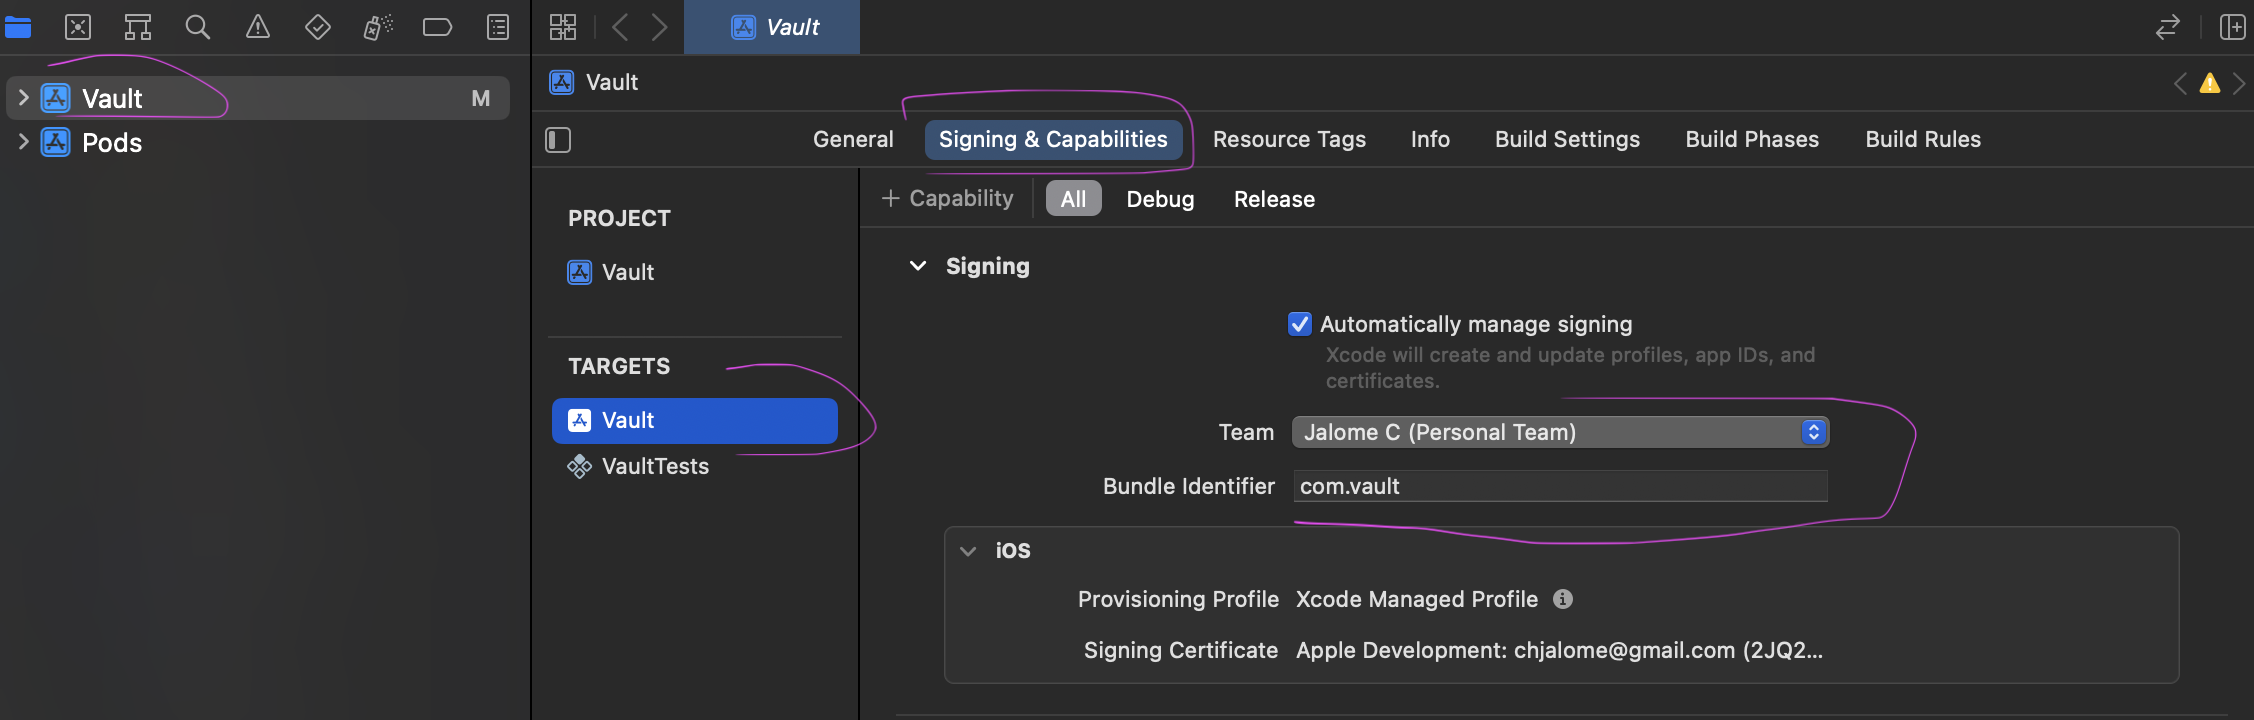 Vault
Vault
M
Pods
Vault
General
Signing & Capabilities
Resource Tags
Info
Build Settings
Build Phases
Build Rules
Capability
All
Debug
Release
PROJECT
Vault
TARGETS
Vault
VaultTests
Signing
Automatically manage signing
Xcode will create and update profiles, app IDs, and
certificates.
Team
Jalome C (Personal Team)
Bundle Identifier
com.vault
iOS
Provisioning Profile
Xcode Managed Profile
Signing Certificate
Apple Development: chjalome@gmail.com (2JQ2...